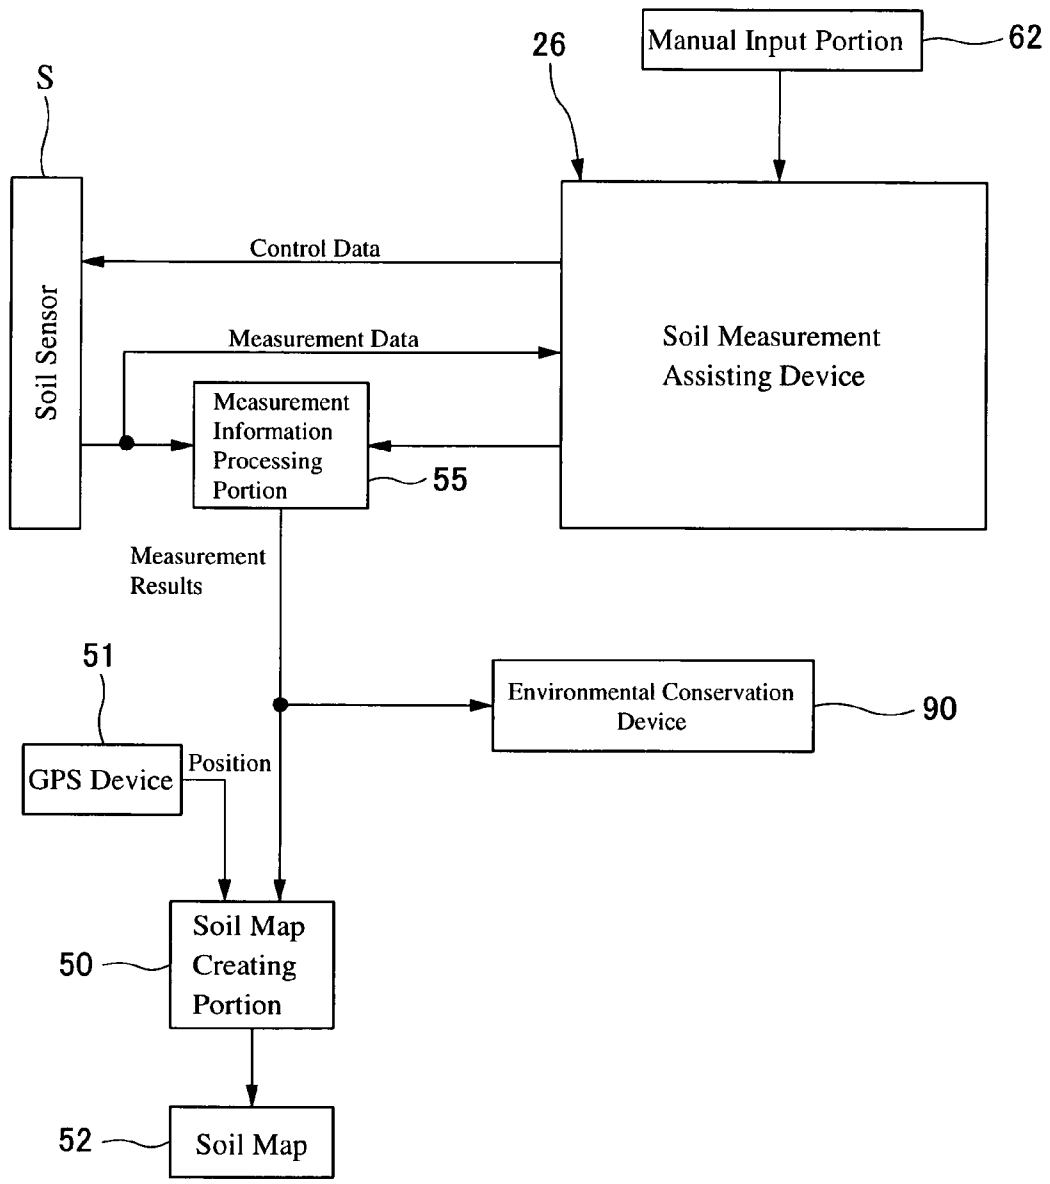 Manual Input Portion
62
26
S
Control Data
Soil Sensor
Measurement Data
Soil Measurement
Assisting Device
Measurement
Information
Processing
Portion
55
Measurement
Results
51
Environmental Conservation
Device
90
GPS Device
Position
50
Soil Map
Creating
Portion
52
Soil Map